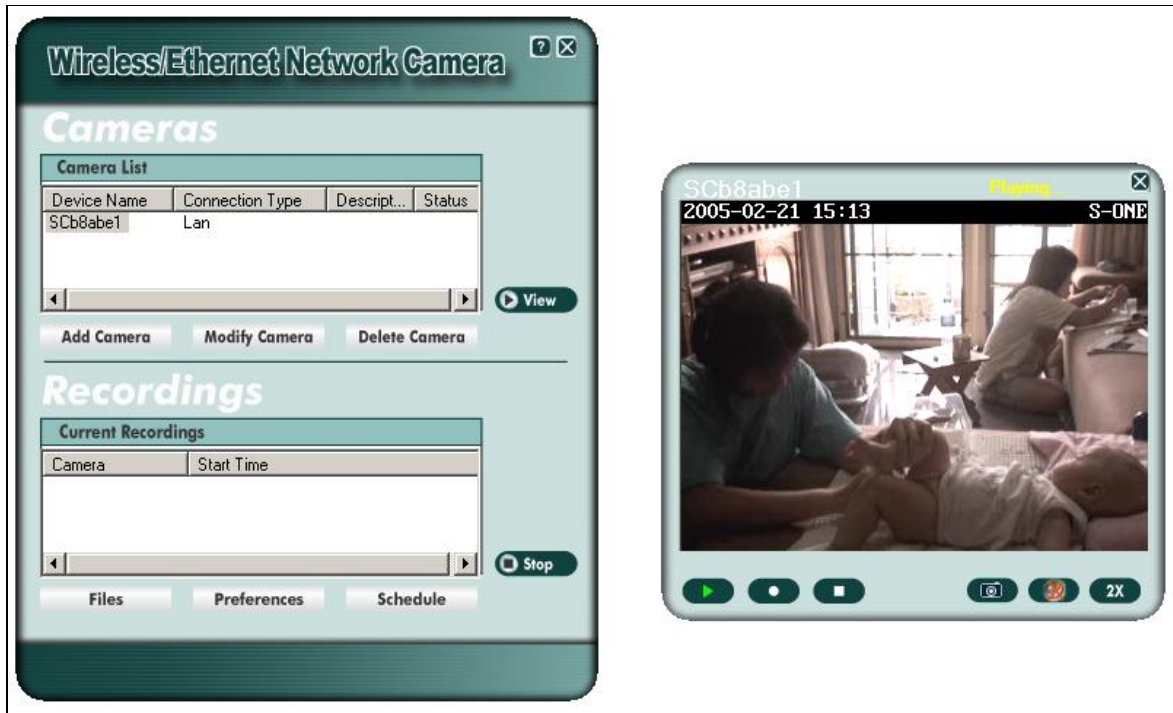 Wireless/Ethernet Network Camera ?
Cameras
Camera List
Device Name Connection Type Descript... Status
SCb8abe1 Lan
View
Add Camera Modify Camera Delete Camera
Recordings
Current Recordings
Camera Start Time
Stop
Files Preferences Schedule
SCb8abe1 Playing...
2005-02-21 15:13 S-ONE
2X